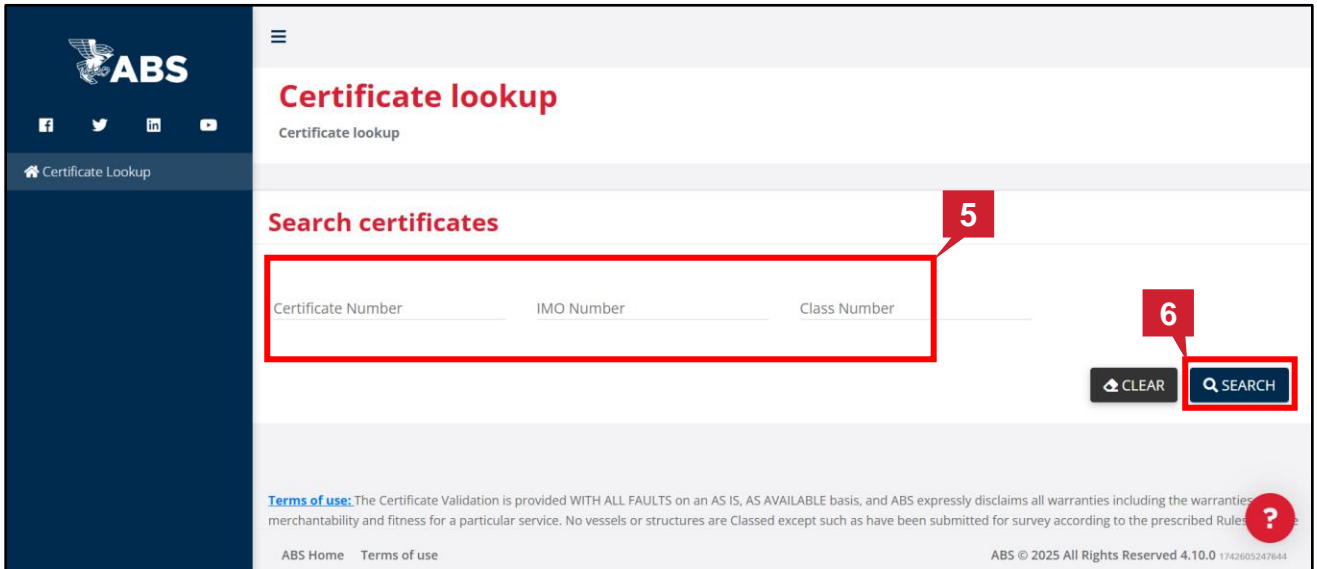 ABS
Certificate Lookup
Certificate lookup
Certificate lookup
Search certificates
5
Certificate Number IMO Number Class Number
6
CLEAR SEARCH
Terms of use: The Certificate Validation is provided WITH ALL FAULTS on an AS IS, AS AVAILABLE basis, and ABS expressly disclaims all warranties including the warranties
merchantability and fitness for a particular service. No vessels or structures are Classed except such as have been submitted for survey according to the prescribed Rules
?
ABS Home Terms of use ABS © 2025 All Rights Reserved 4.10.0 1742605247644